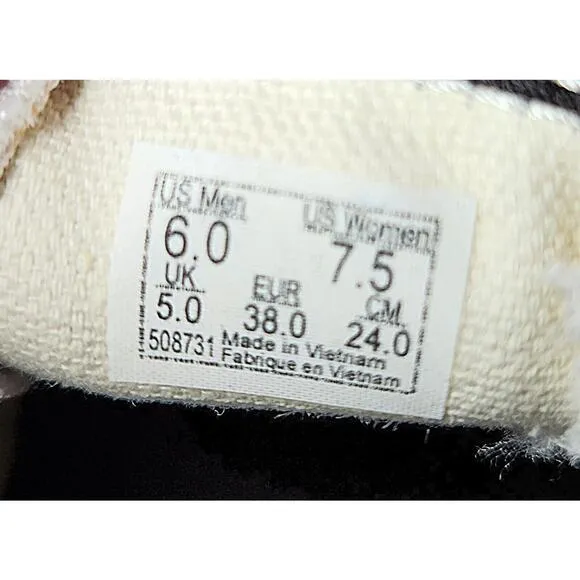 US Men US Women
6.0 7.5
UK EUR CM
5.0 38.0 24.0
508731 Made in Vietnam
Fabrique en Vietnam